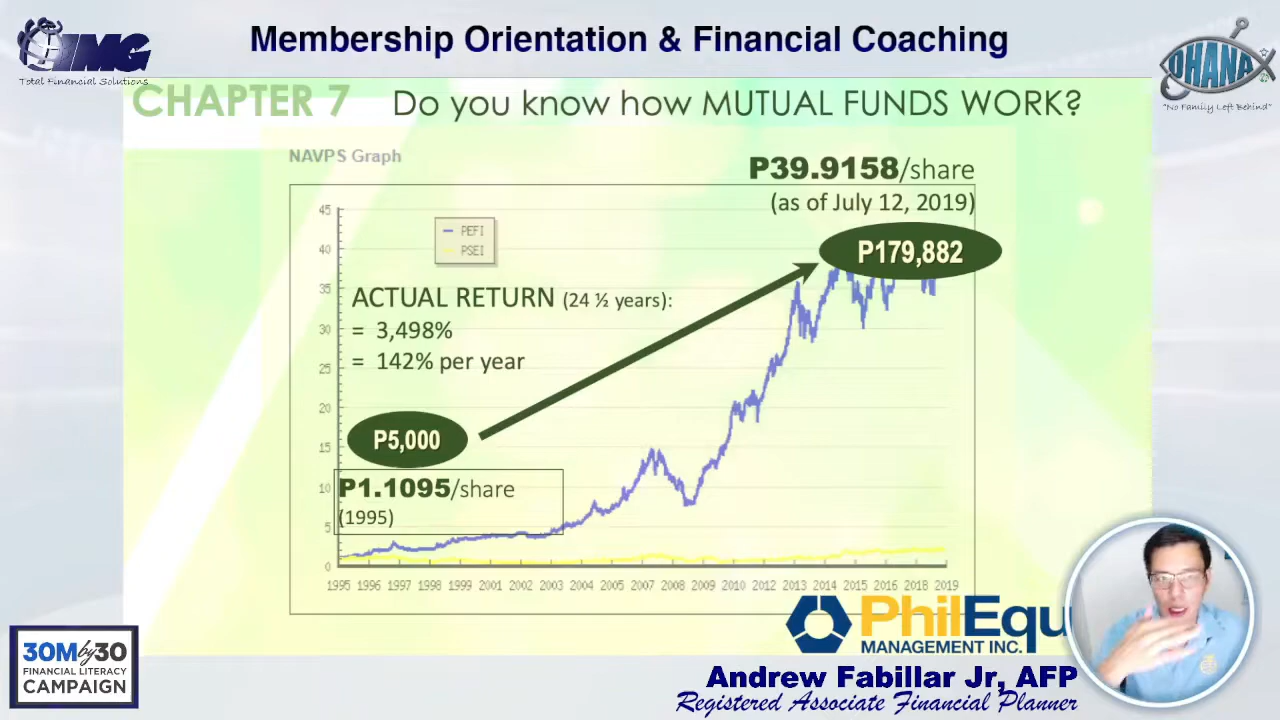 IMG
Total Financial Solutions
Membership Orientation & Financial Coaching
OHANA
"No Family Left Behind"
CHAPTER 7 Do you know how MUTUAL FUNDS WORK?
NAVPS Graph
P39.9158/share
(as of July 12, 2019)
P179,882
PEFI
PSEI
ACTUAL RETURN (24 ½ years):
= 3,498%
= 142% per year
P5,000
P1.1095/share
(1995)
45
40
35
30
25
20
15
10
5
0
1995 1996 1997 1998 1999 2001 2002 2003 2004 2005 2007 2008 2009 2010 2012 2013 2014 2015 2016 2018 2019
PhilEqu
MANAGEMENT INC.
30M by 30
FINANCIAL LITERACY
CAMPAIGN
Andrew Fabillar Jr, AFP
Registered Associate Financial Planner